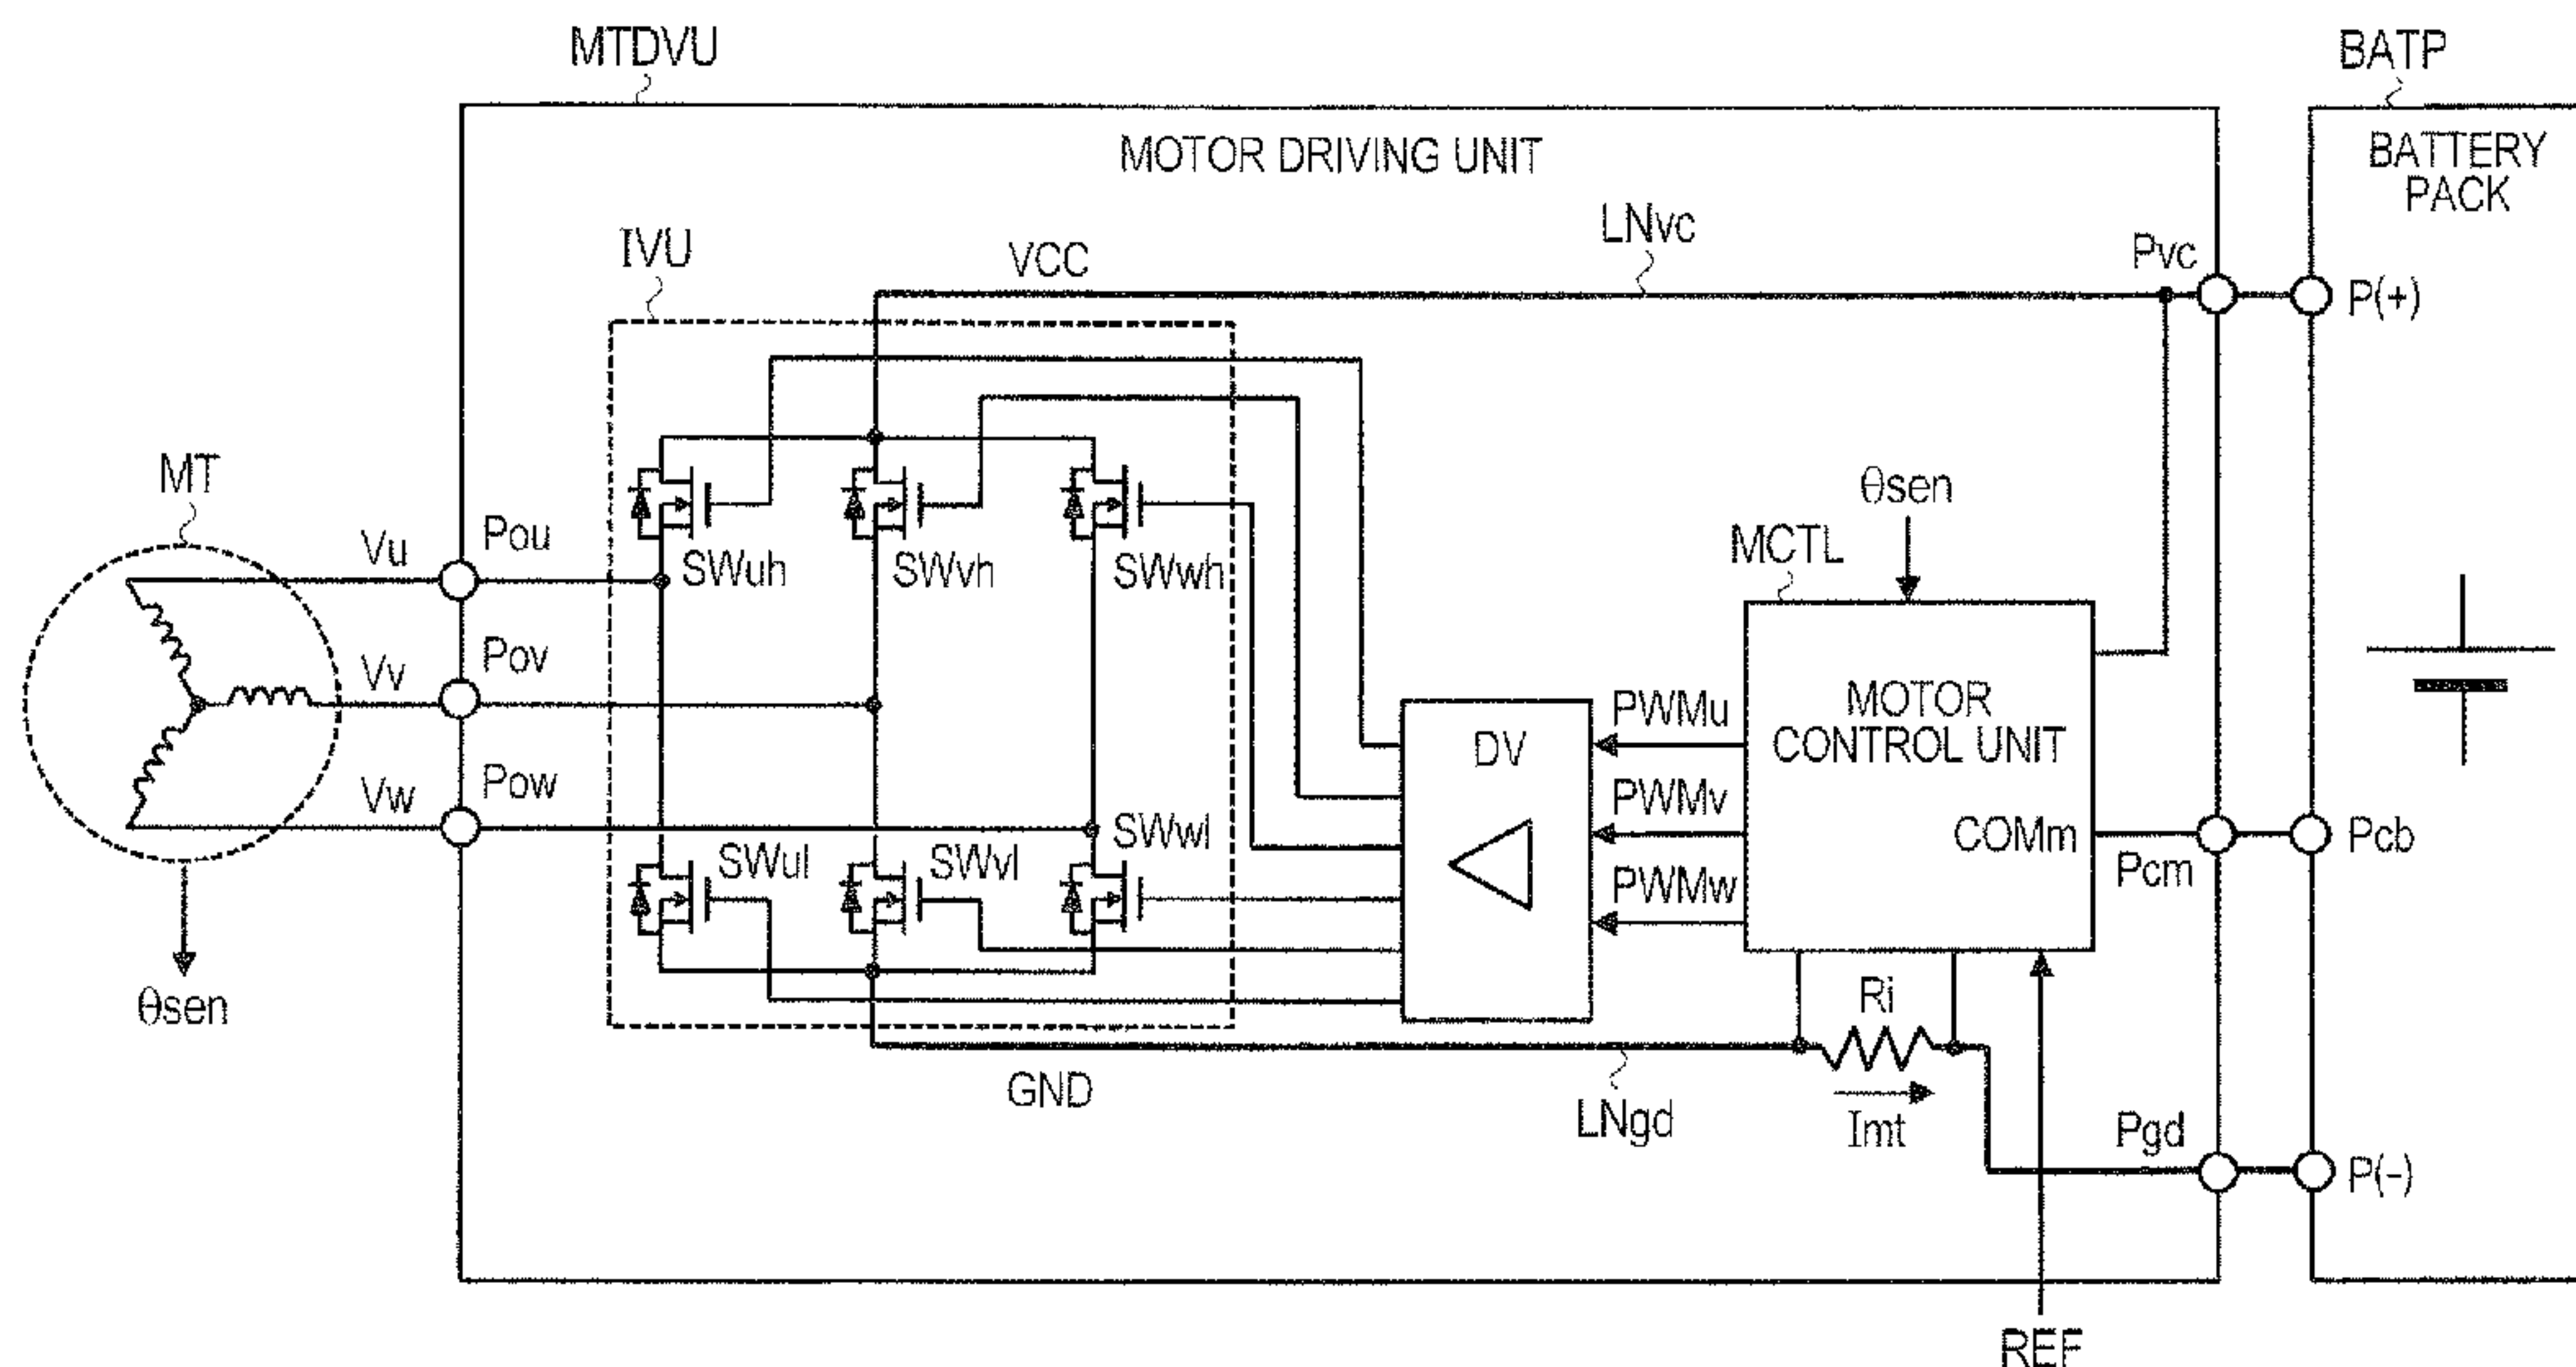 MTDVU
BATP
MOTOR DRIVING UNIT
BATTERY
PACK
LNvc
IVU
VCC
Pvc
P(+)
MT
θsen
Vu
Pou
SWuh
SWvh
SWwh
MCTL
Vv
Pov
MOTOR
CONTROL UNIT
PWMu
DV
Vw
Pow
PWMv
COMm
Pcb
SWul
SWvl
SWwl
Pcm
PWMw
θsen
Ri
GND
LNgd
Imt
Pgd
P(-)
REF